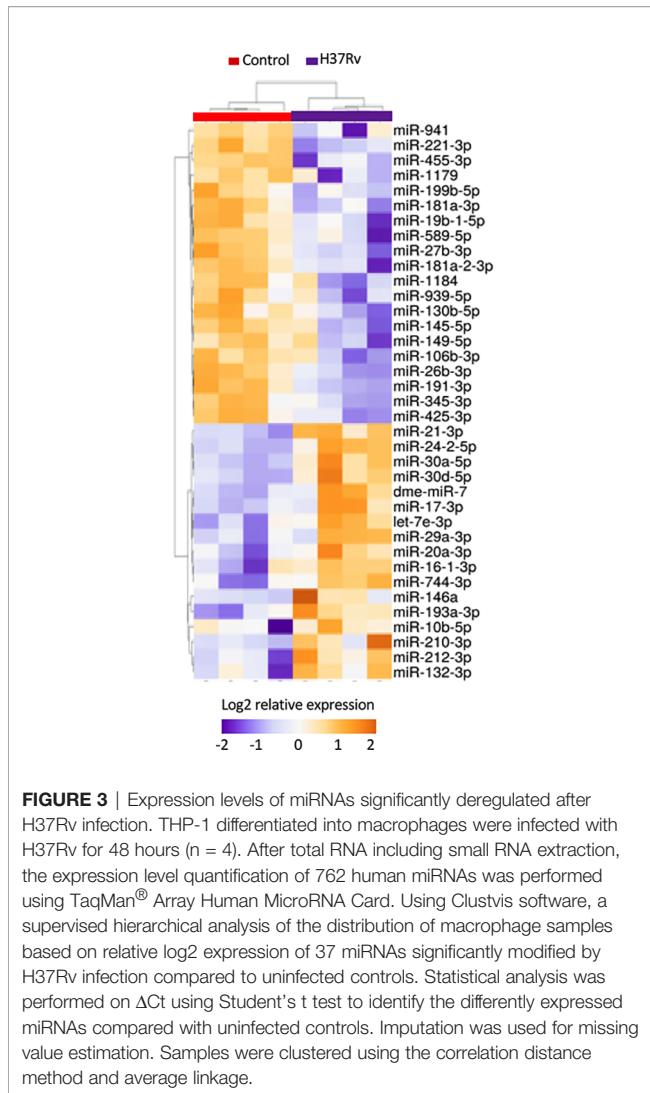 Control H37Rv
miR-941
miR-221-3p
miR-455-3p
miR-1179
miR-199b-5p
miR-181a-3p
miR-19b-1-5p
miR-589-5p
miR-27b-3p
miR-181a-2-3p
miR-1184
miR-939-5p
miR-130b-5p
miR-145-5p
miR-149-5p
miR-106b-3p
miR-26b-3p
miR-191-3p
miR-345-3p
miR-425-3p
miR-21-3p
miR-24-2-5p
miR-30a-5p
miR-30d-5p
dme-miR-7
miR-17-3p
let-7e-3p
miR-29a-3p
miR-20a-3p
miR-16-1-3p
miR-744-3p
miR-146a
miR-193a-3p
miR-10b-5p
miR-210-3p
miR-212-3p
miR-132-3p
Log2 relative expression
-2 -1 0 1 2
FIGURE 3 | Expression levels of miRNAs significantly deregulated after
H37Rv infection. THP-1 differentiated into macrophages were infected with
H37Rv for 48 hours (n = 4). After total RNA including small RNA extraction,
the expression level quantification of 762 human miRNAs was performed
using TaqMan® Array Human MicroRNA Card. Using Clustvis software, a
supervised hierarchical analysis of the distribution of macrophage samples
based on relative log2 expression of 37 miRNAs significantly modified by
H37Rv infection compared to uninfected controls. Statistical analysis was
performed on ΔCt using Student's t test to identify the differently expressed
miRNAs compared with uninfected controls. Imputation was used for missing
value estimation. Samples were clustered using the correlation distance
method and average linkage.